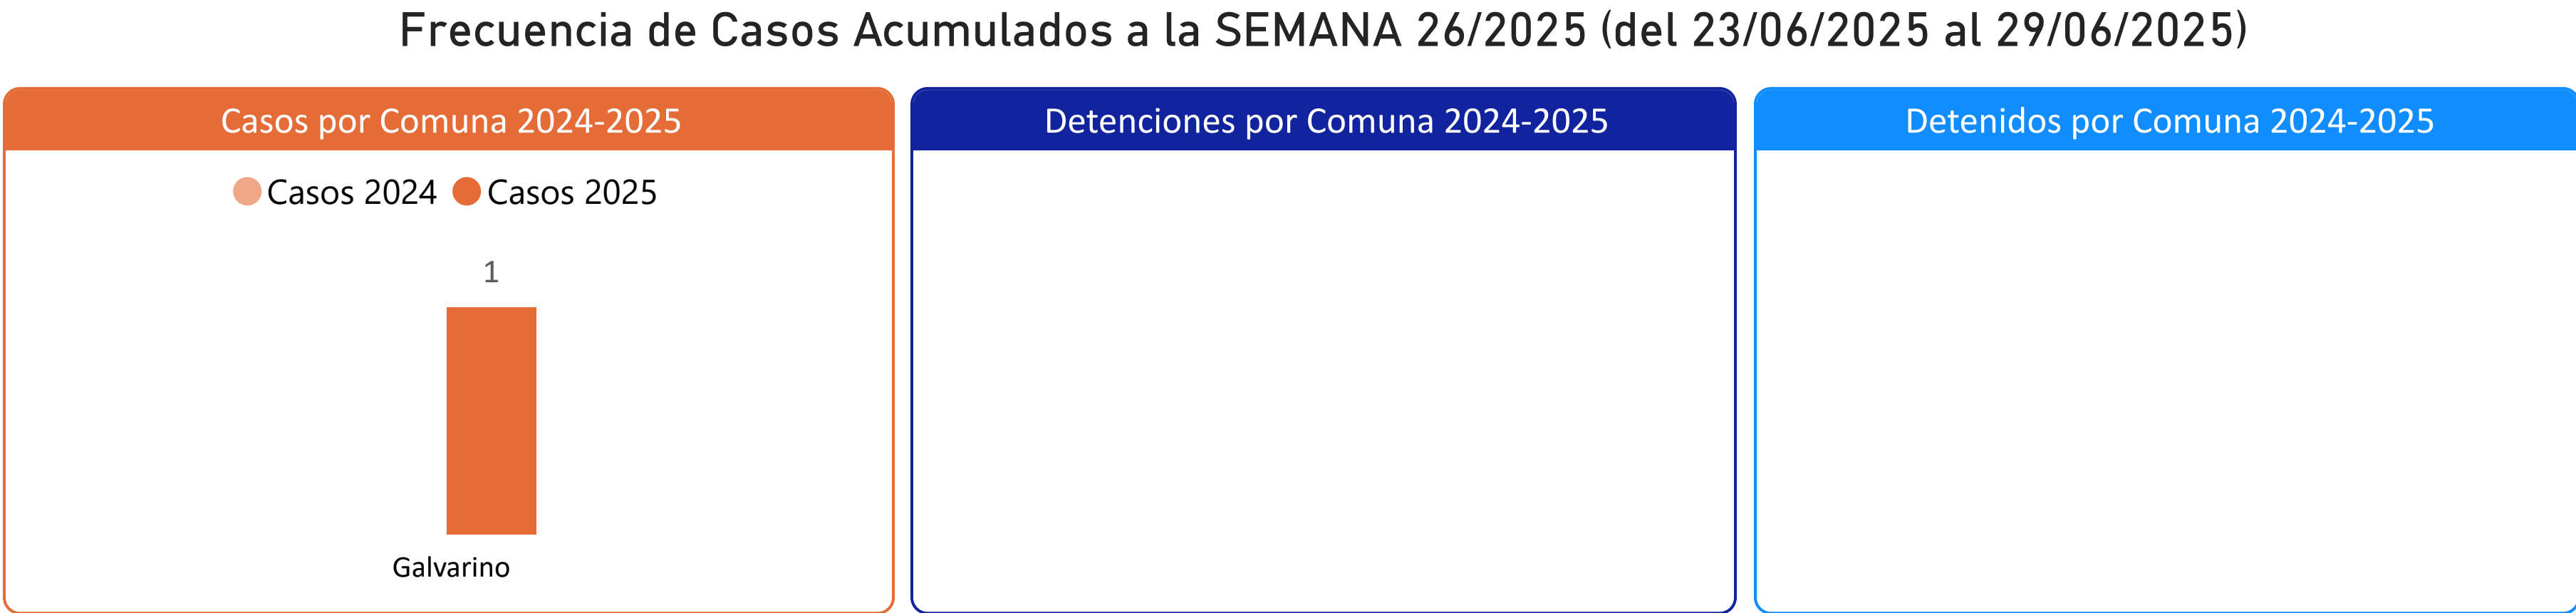 Frecuencia de Casos Acumulados a la SEMANA 26/2025 (del 23/06/2025 al 29/06/2025)
Casos por Comuna 2024-2025
Casos 2024 Casos 2025
1
Galvarino
Detenciones por Comuna 2024-2025
Detenidos por Comuna 2024-2025